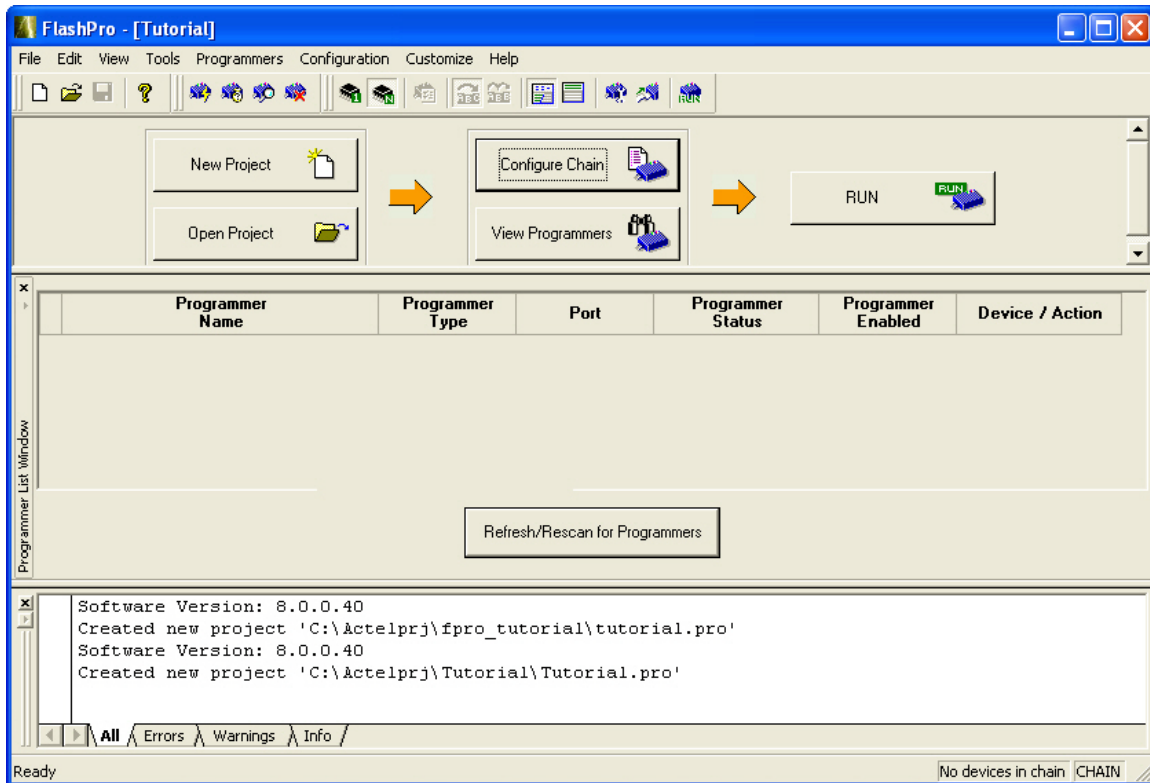 FlashPro - [Tutorial]
File Edit View Tools Programmers Configuration Customize Help
New Project
Configure Chain
RUN
RUN
Open Project
View Programmers
Programmer List Window
Programmer Name
Programmer Type
Port
Programmer Status
Programmer Enabled
Device / Action
Refresh/Rescan for Programmers
Software Version: 8.0.0.40
Created new project 'C:\Actelprj\fpro_tutorial\tutorial.pro'
Software Version: 8.0.0.40
Created new project 'C:\Actelprj\Tutorial\Tutorial.pro'
All Errors Warnings Info
Ready
No devices in chain CHAIN